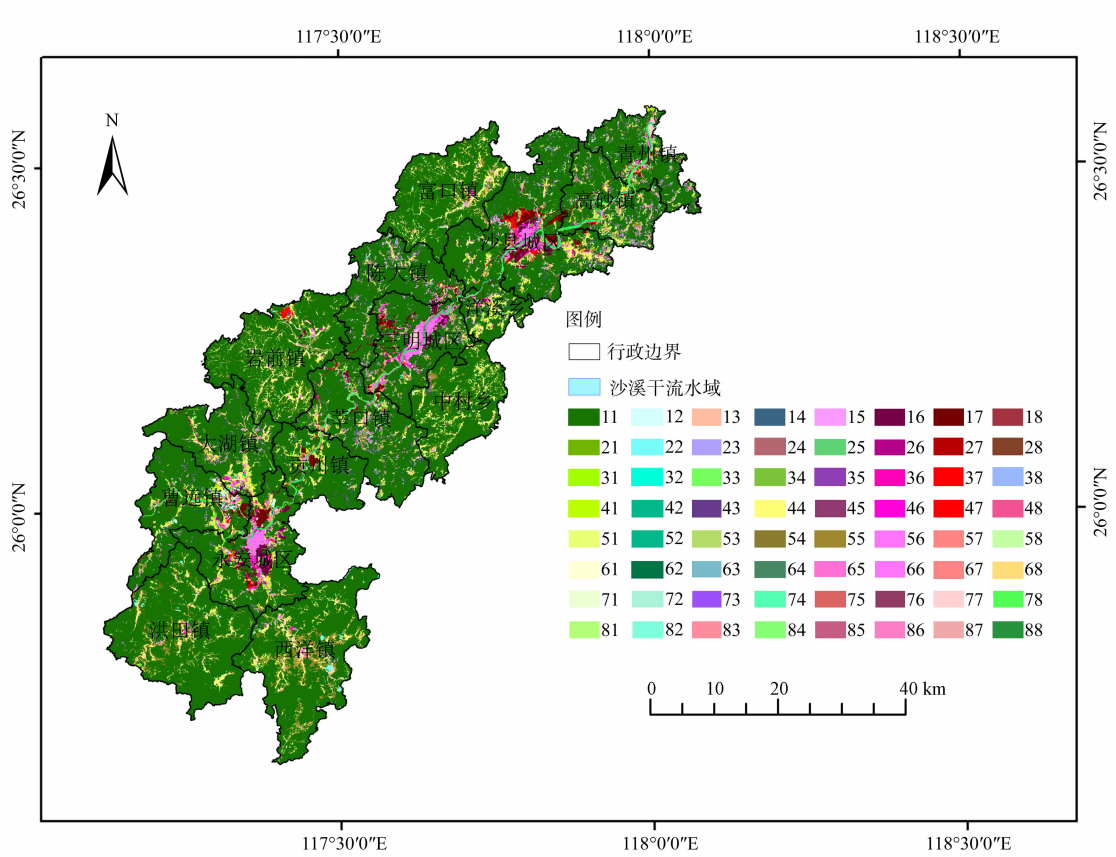 117°30′0″E 118°0′0″E 118°30′0″E
N
26°30′0″N
26°30′0″N
26°0′0″N
26°0′0″N
青州镇
富口镇
高砂镇
沙县城区
陈大镇
洋溪乡
三明城区
岩前镇
中村乡
莘口镇
大湖镇
贡川镇
曹远镇
永安城区
洪田镇
西洋镇
图例
行政边界
沙溪干流水域
11 12 13 14 15 16 17 18
21 22 23 24 25 26 27 28
31 32 33 34 35 36 37 38
41 42 43 44 45 46 47 48
51 52 53 54 55 56 57 58
61 62 63 64 65 66 67 68
71 72 73 74 75 76 77 78
81 82 83 84 85 86 87 88
0 10 20 40 km
117°30′0″E 118°0′0″E 118°30′0″E